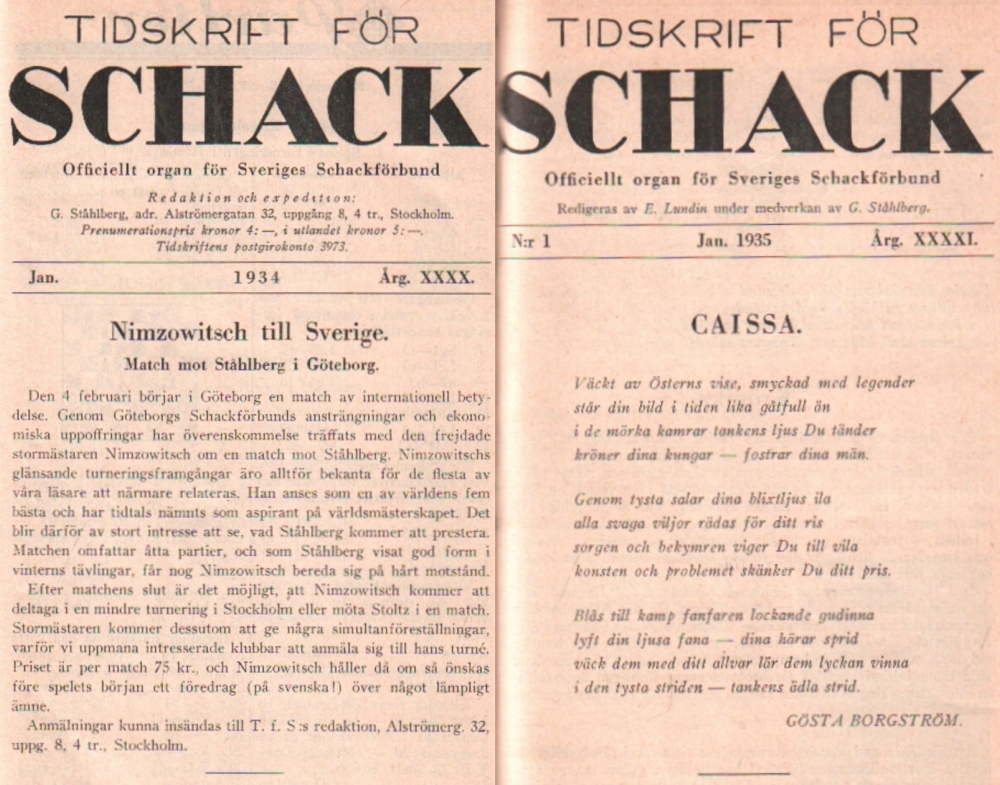 TIDSKRIFT FÖR
SCHACK
Officiellt organ för Sveriges Schackförbund
Redaktion och expedition:
G. Ståhlberg, adr. Alströmergatan 32, uppgång 8, 4 tr., Stockholm.
Prenumerationspris kronor 4: —, i utlandet kronor 5: —.
Tidskriftens postgirokonto 3973.
Jan. 1934 Årg. XXXX.
Nimzowitsch till Sverige.
Match mot Ståhlberg i Göteborg.
Den 4 februari börjar i Göteborg en match av internationell bety-
delse. Genom Göteborgs Schackförbunds ansträngningar och ekono-
miska uppoffringar har överenskommelse träffats med den frejdade
stormästaren Nimzowitsch om en match mot Ståhlberg. Nimzowitschs
glänsande turneringsframgångar äro alltför bekanta för de flesta av
våra läsare att närmare relateras. Han anses som en av världens fem
bästa och har tidtals nämnts som aspirant på världsmästerskapet. Det
blir därför av stort intresse att se, vad Ståhlberg kommer att prestera.
Matchen omfattar åtta partier, och som Ståhlberg visat god form i
vinterns tävlingar, får nog Nimzowitsch bereda sig på hårt motstånd.
Efter matchens slut är det möjligt, att Nimzowitsch kommer att
deltaga i en mindre turnering i Stockholm eller möta Stoltz i en match.
Stormästaren kommer dessutom att ge några simultanföreställningar,
varför vi uppmana intresserade klubbar att anmäla sig till hans turné.
Priset är per match 75 kr., och Nimzowitsch håller då om så önskas
före spelets början ett föredrag (på svenska!) över något lämpligt
ämne.
Anmälningar kunna insändas till T. f. S:s redaktion, Alströmerg. 32,
uppg. 8, 4 tr., Stockholm.
TIDSKRIFT FÖR
SCHACK
Officiellt organ för Sveriges Schackförbund
Redigeras av E. Lundin under medverkan av G. Ståhlberg.
N:r 1 Jan. 1935 Årg. XXXXI.
CAISSA.
Väckt av Österns vise, smyckad med legender
står din bild i tiden lika gåtfull än
i de mörka kamrar tankens ljus Du tänder
kröner dina kungar — fostrar dina män.
Genom tysta salar dina blixtljus ila
alla svaga viljor rädas för ditt ris
sorgen och bekymren viger Du till vila
konsten och problemet skänker Du ditt pris.
Blås till kamp fanfaren lockande gudinna
lyft din ljusa fana — dina härar sprid
väck dem med ditt allvar lär dem lyckan vinna
i den tysta striden — tankens ädla strid.
GÖSTA BORGSTRÖM.